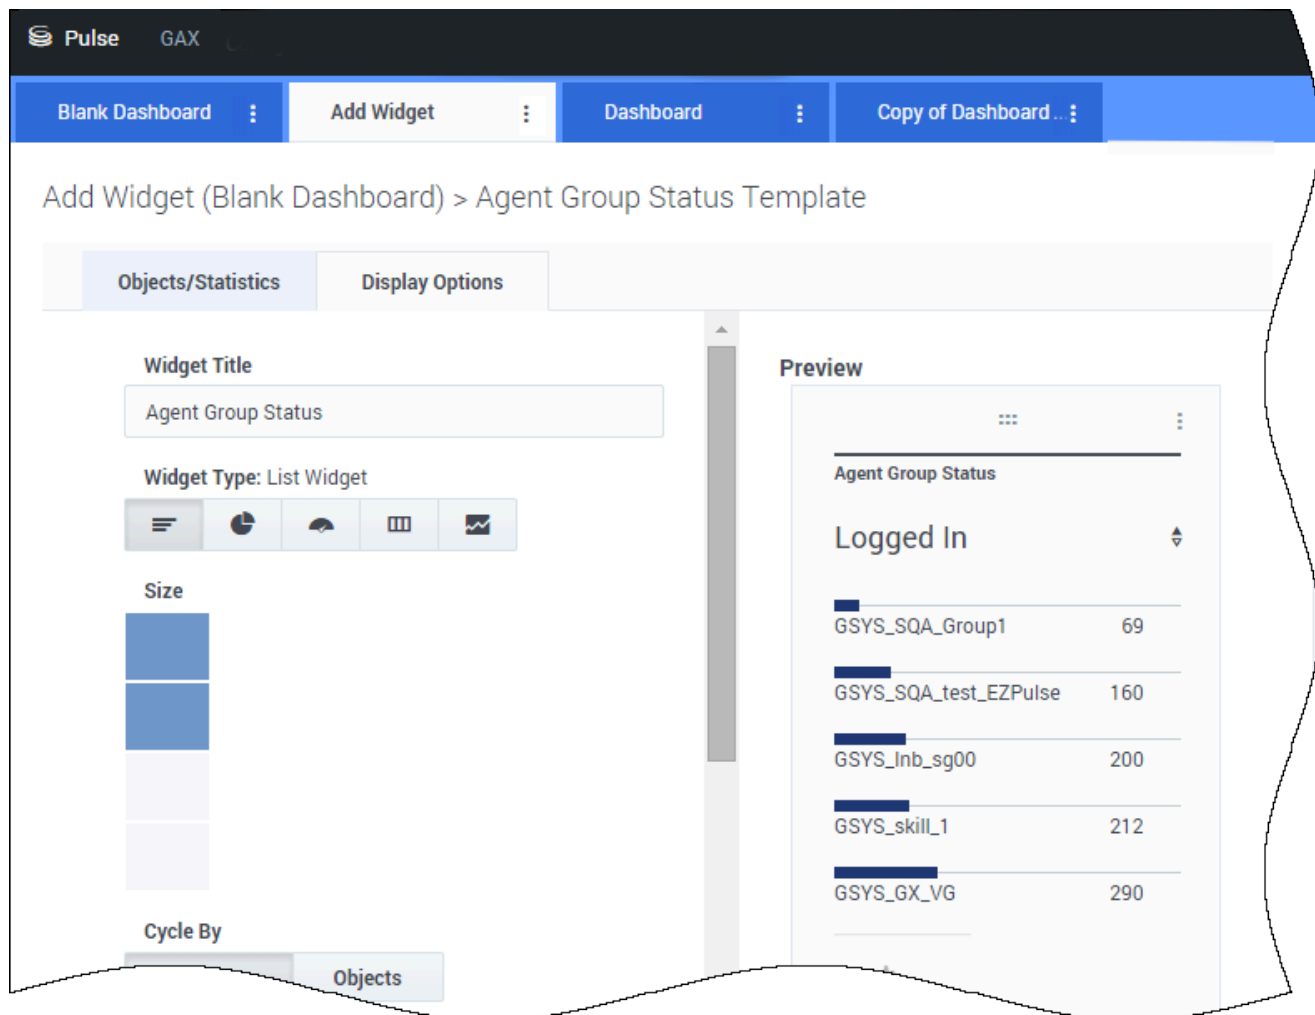 Pulse GAX
Blank Dashboard Add Widget Dashboard Copy of Dashboard ...
Add Widget (Blank Dashboard) > Agent Group Status Template
Objects/Statistics Display Options
Widget Title
Agent Group Status
Widget Type: List Widget
Size
Cycle By
Objects
Preview
Agent Group Status
Logged In
GSYS_SQA_Group1 69
GSYS_SQA_test_EZPulse 160
GSYS_Inb_sg00 200
GSYS_skill_1 212
GSYS_GX_VG 290